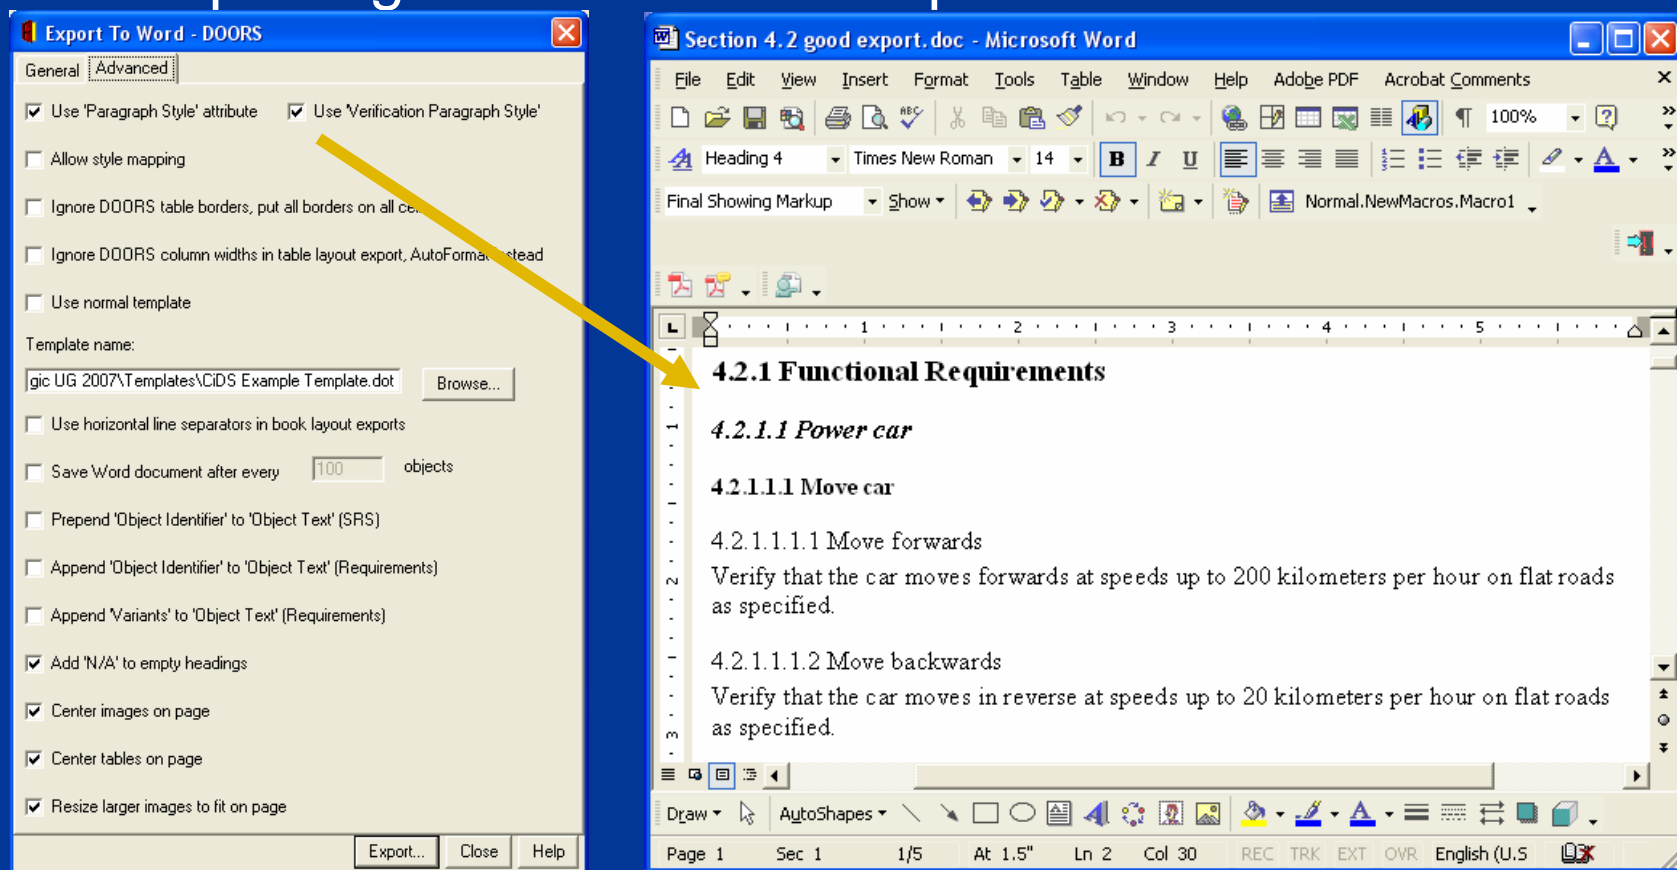 Export To Word - DOORS
General Advanced
Use 'Paragraph Style' attribute Use 'Verification Paragraph Style'
Allow style mapping
Ignore DOORS table borders, put all borders on all
Ignore DOORS column widths in table layout export, AutoFormat
Use normal template
Template name:
gic UG 2007\Templates\CiDS Example Template.dot Browse...
Use horizontal line separators in book layout exports
Save Word document after every 100 objects
Prepend 'Object Identifier' to 'Object Text' (SRS)
Append 'Object Identifier' to 'Object Text' (Requirements)
Append 'Variants' to 'Object Text' (Requirements)
Add 'N/A' to empty headings
Center images on page
Center tables on page
Resize larger images to fit on page
Export... Close Help
Section 4.2 good export.doc - Microsoft Word
File Edit View Insert Format Tools Table Window Help Adobe PDF Acrobat Comments
100%
Heading 4 Times New Roman 14 B I U
Final Showing Markup Show Normal.NewMacros.Macro1
1 2 3 4 5
4.2.1 Functional Requirements
4.2.1.1 Power car
4.2.1.1.1 Move car
4.2.1.1.1.1 Move forwards
Verify that the car moves forwards at speeds up to 200 kilometers per hour on flat roads
as specified.
4.2.1.1.1.2 Move backwards
Verify that the car moves in reverse at speeds up to 20 kilometers per hour on flat roads
as specified.
Draw AutoShapes
Page 1 Sec 1 1/5 At 1.5" Ln 2 Col 30 REC TRK EXT OVR English (U.S